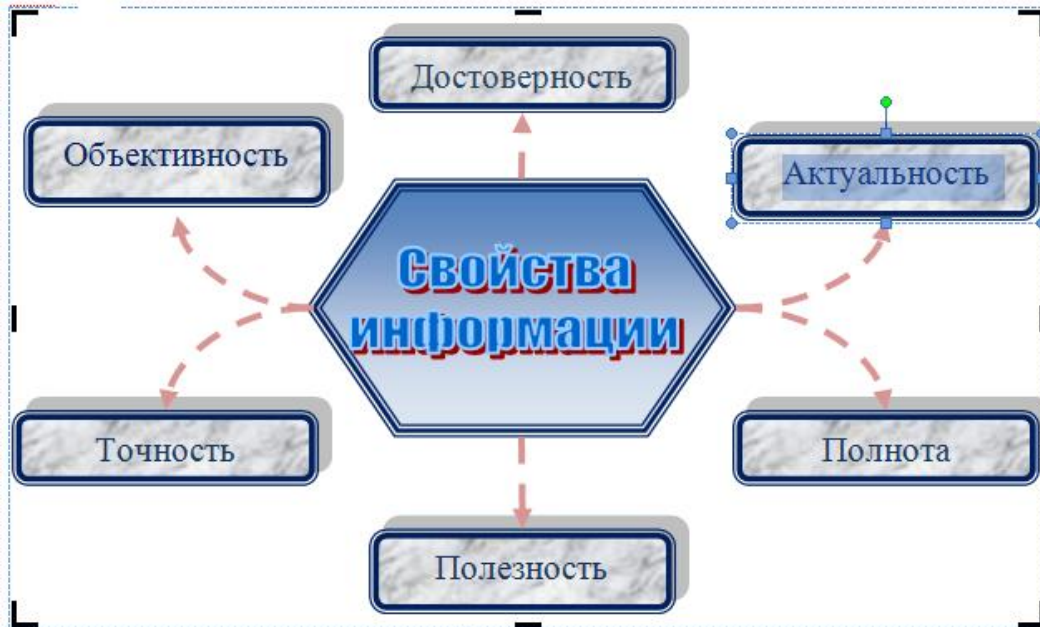 Достоверность
Объективность
Актуальность
Свойства
информации
Точность
Полнота
Полезность